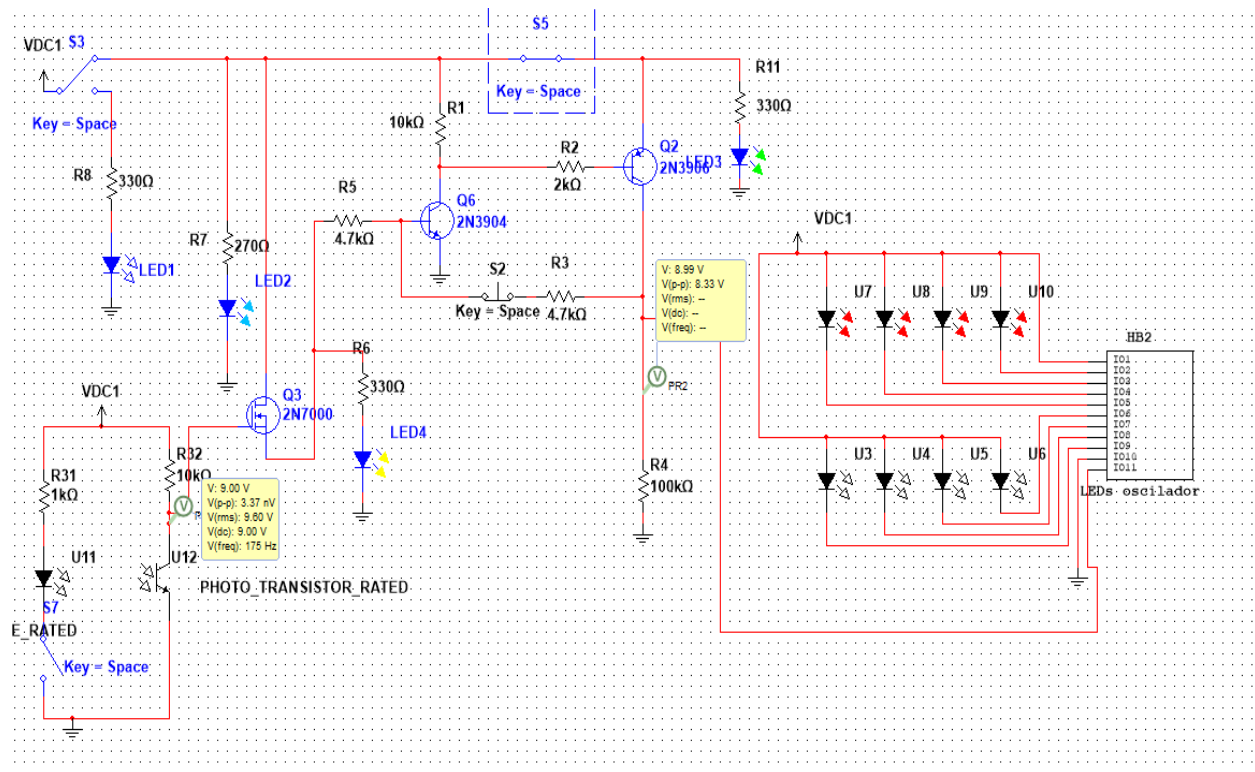 VDC1
S3
Key = Space
R8
330Ω
LED1
R7
270Ω
LED2
S5
Key = Space
R1
10kΩ
R2
2kΩ
Q2
2N3906
R11
330Ω
LED3
R5
4.7kΩ
Q6
2N3904
S2
Key = Space
R3
4.7kΩ
V: 8.99 V
V(p-p): 8.33 V
V(rms): --
V(dc): --
V(freq): --
PR2
R4
100kΩ
R6
330Ω
LED4
Q3
2N7000
VDC1
R31
1kΩ
R32
10kΩ
V: 9.00 V
V(p-p): 3.37 nV
V(rms): 9.60 V
V(dc): 9.00 V
V(freq): 175 Hz
U11
S7
E_RATED
Key = Space
U12
PHOTO_TRANSISTOR_RATED
VDC1
U7
U8
U9
U10
U3
U4
U5
U6
HB2
IO1
IO2
IO3
IO4
IO5
IO6
IO7
IO8
IO9
IO10
IO11
LEDs oscilador